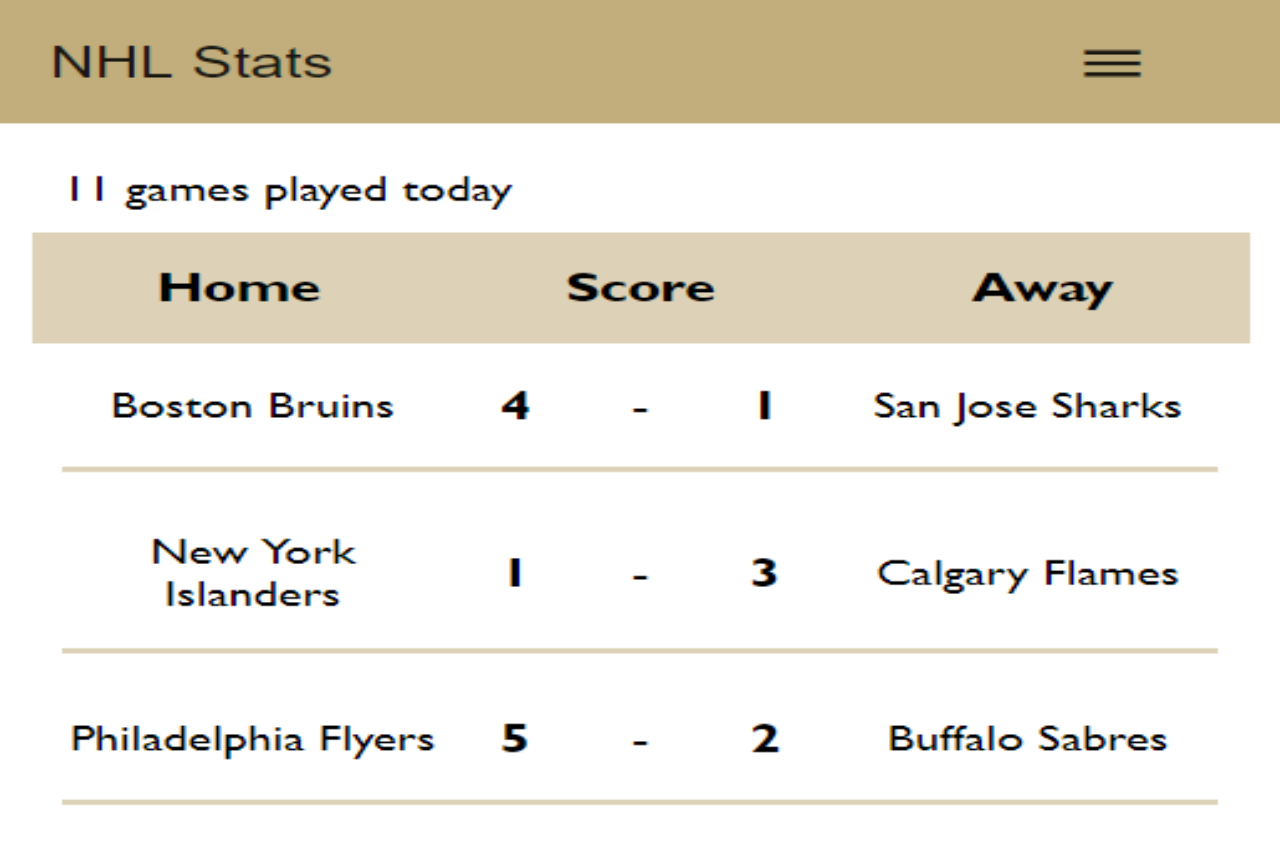 NHL Stats
11 games played today
Home Score Away
Boston Bruins 4 - 1 San Jose Sharks
New York
Islanders 1 - 3 Calgary Flames
Philadelphia Flyers 5 - 2 Buffalo Sabres